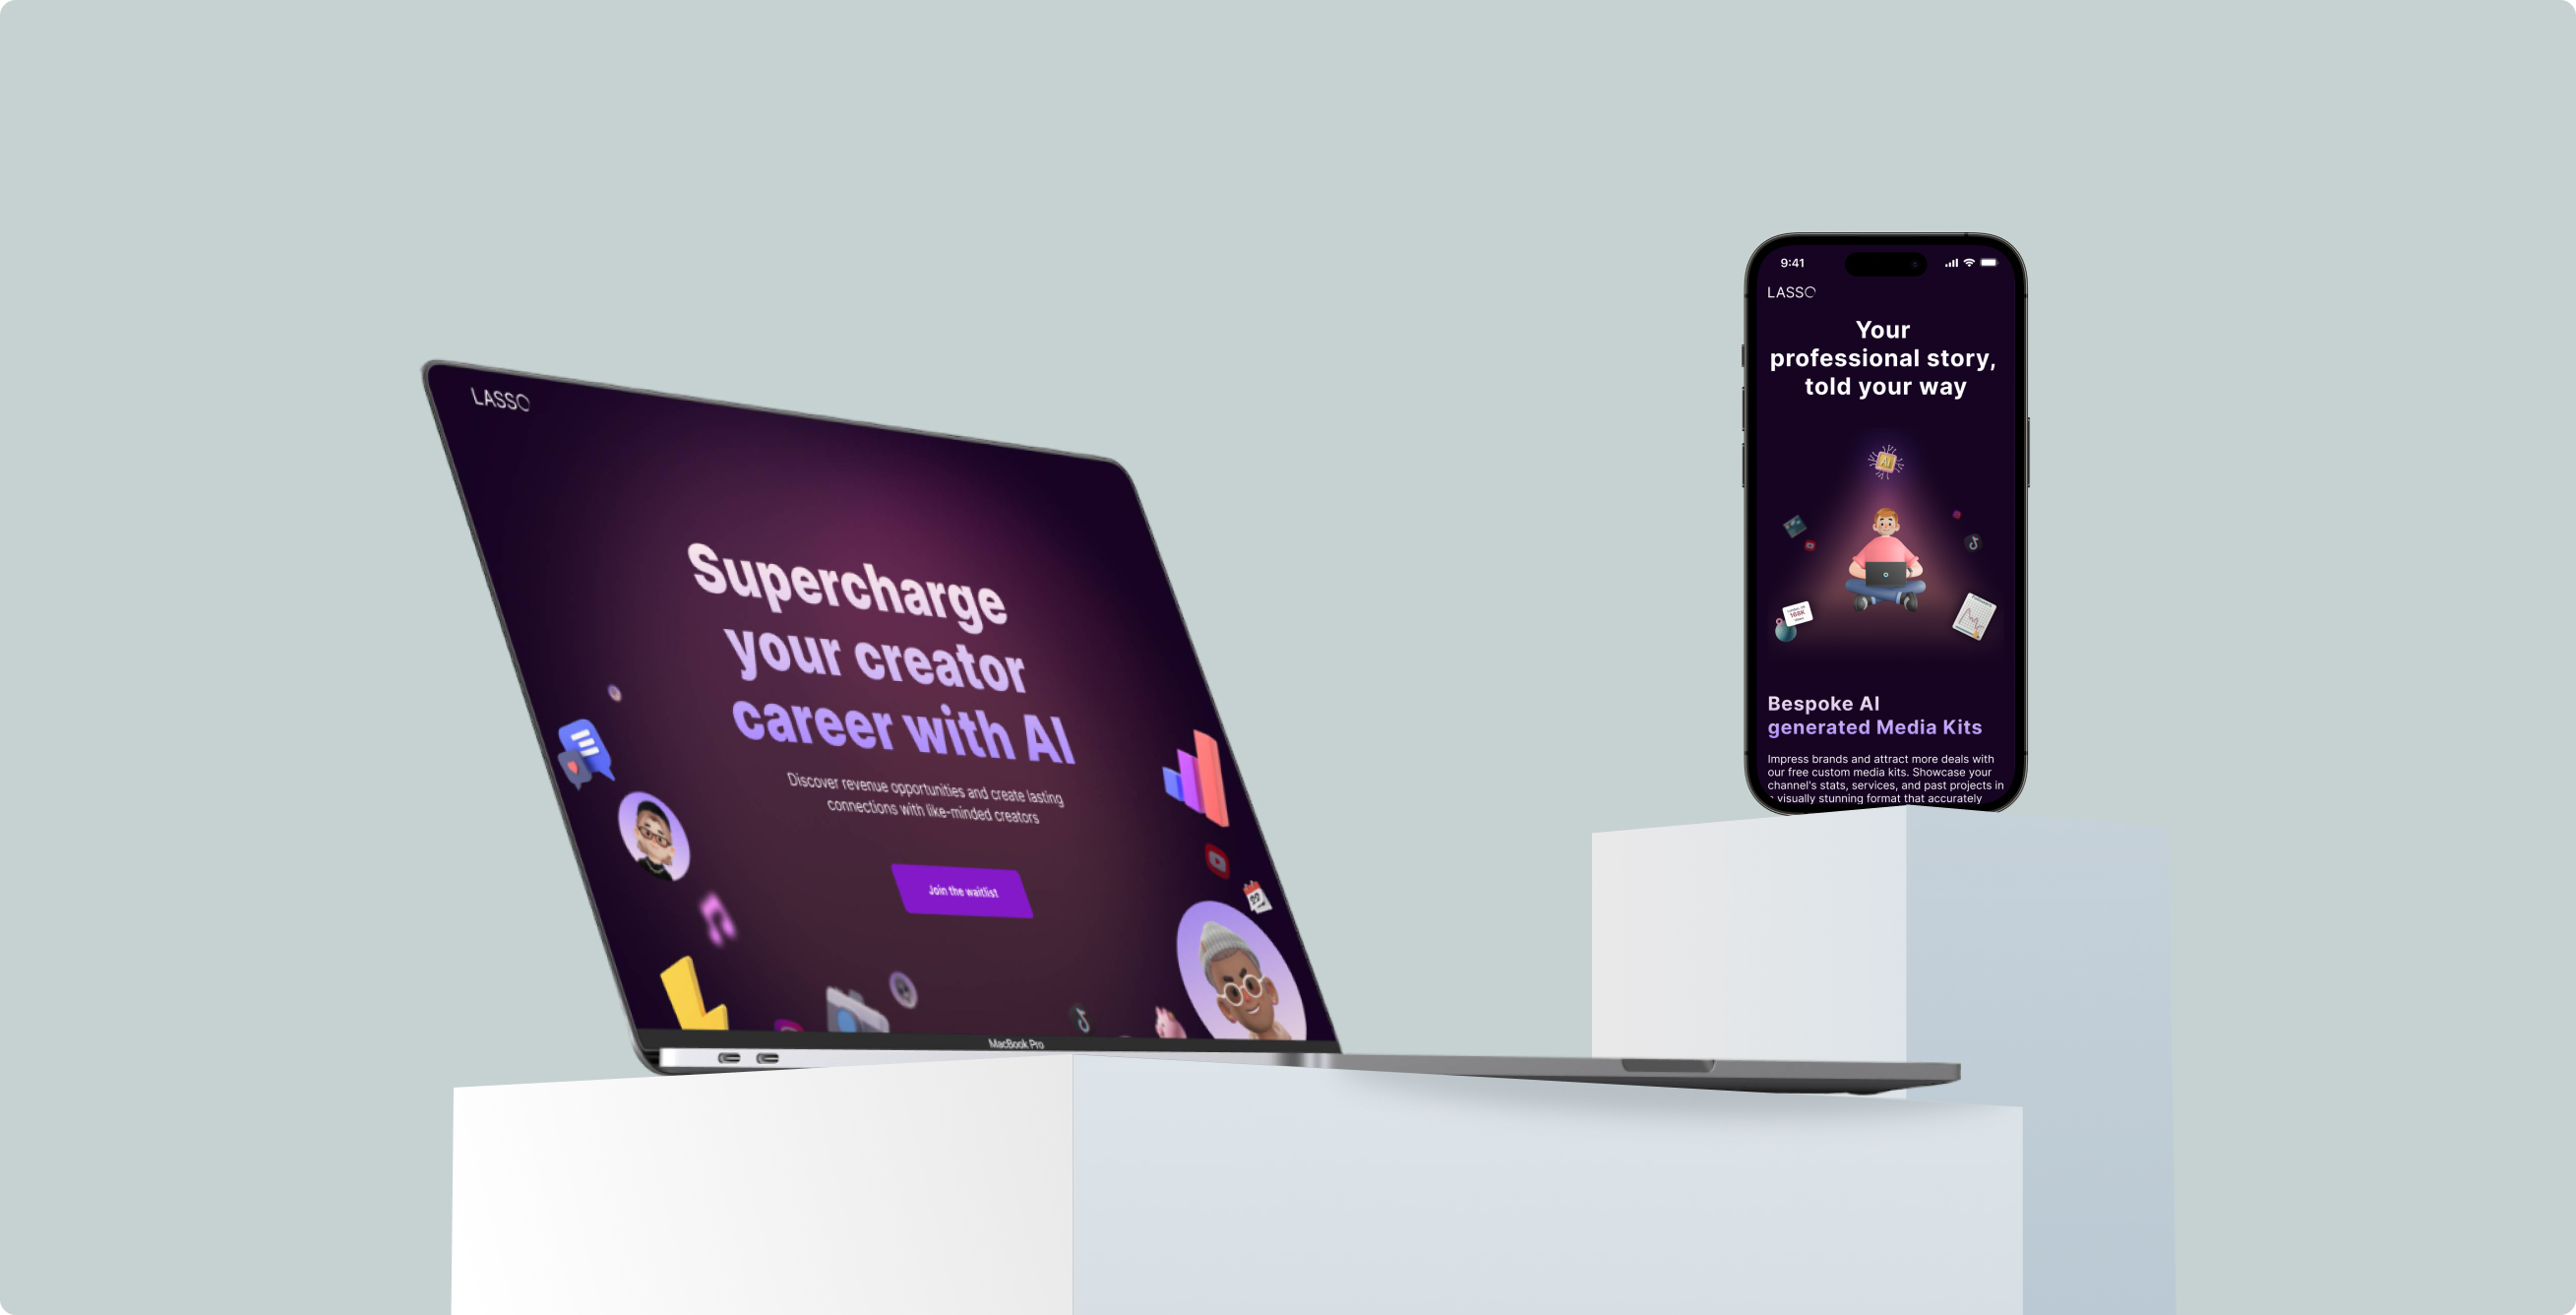 LASSO
Supercharge
your creator
career with AI
Discover revenue opportunities and create lasting
connections with like-minded creators
Join the waitlist
MacBook Pro
9:41
LASSO
Your
professional story,
told your way
AI
168K
Bespoke AI
generated Media Kits
Impress brands and attract more deals with
our free custom media kits. Showcase your
channel's stats, services, and past projects in
visually stunning format that accurately